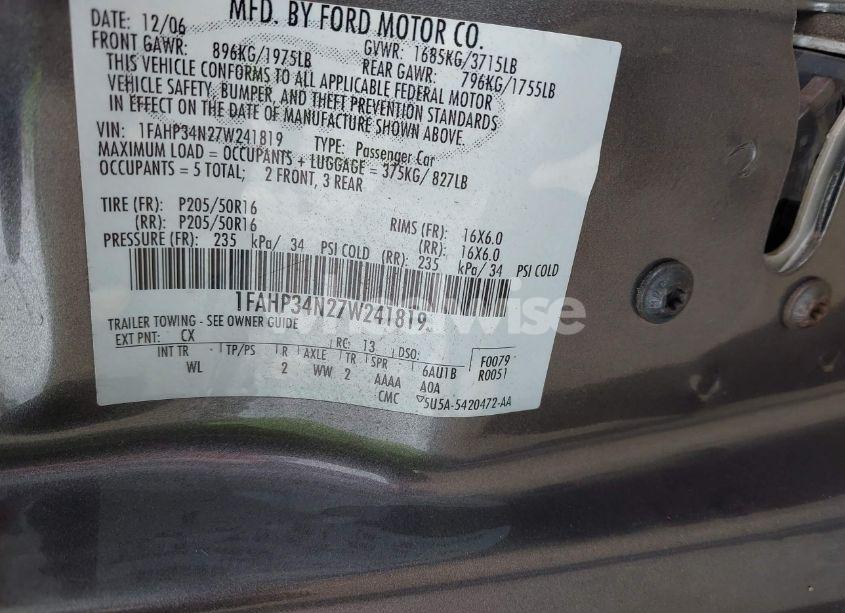 MFD. BY FORD MOTOR CO.
DATE: 12/06 GVWR: 1685KG/3715LB
FRONT GAWR: 896KG/1975LB REAR GAWR: 796KG/1755LB
THIS VEHICLE CONFORMS TO ALL APPLICABLE FEDERAL MOTOR
VEHICLE SAFETY, BUMPER, AND THEFT PREVENTION STANDARDS
IN EFFECT ON THE DATE OF MANUFACTURE SHOWN ABOVE.
VIN: 1FAHP34N27W241819 TYPE: Passenger Car
MAXIMUM LOAD = OCCUPANTS + LUGGAGE = 375KG/827LB
OCCUPANTS = 5 TOTAL; 2 FRONT, 3 REAR
TIRE (FR): P205/50R16 RIMS (FR): 16X6.0
(RR): P205/50R16 (RR): 16X6.0
PRESSURE (FR): 235 kPa/ 34 PSI COLD (RR): 235 kPa/34 PSI COLD
1FAHP34N27W241819
TRAILER TOWING - SEE OWNER GUIDE
EXT PNT: CX RC: 13 DSO: F0079
INT TR TP/PS R AXLE TR SPR 6AU1B R0051
WL 2 WW 2 AAAA A0A
CMC 5U5A-5420472-AA